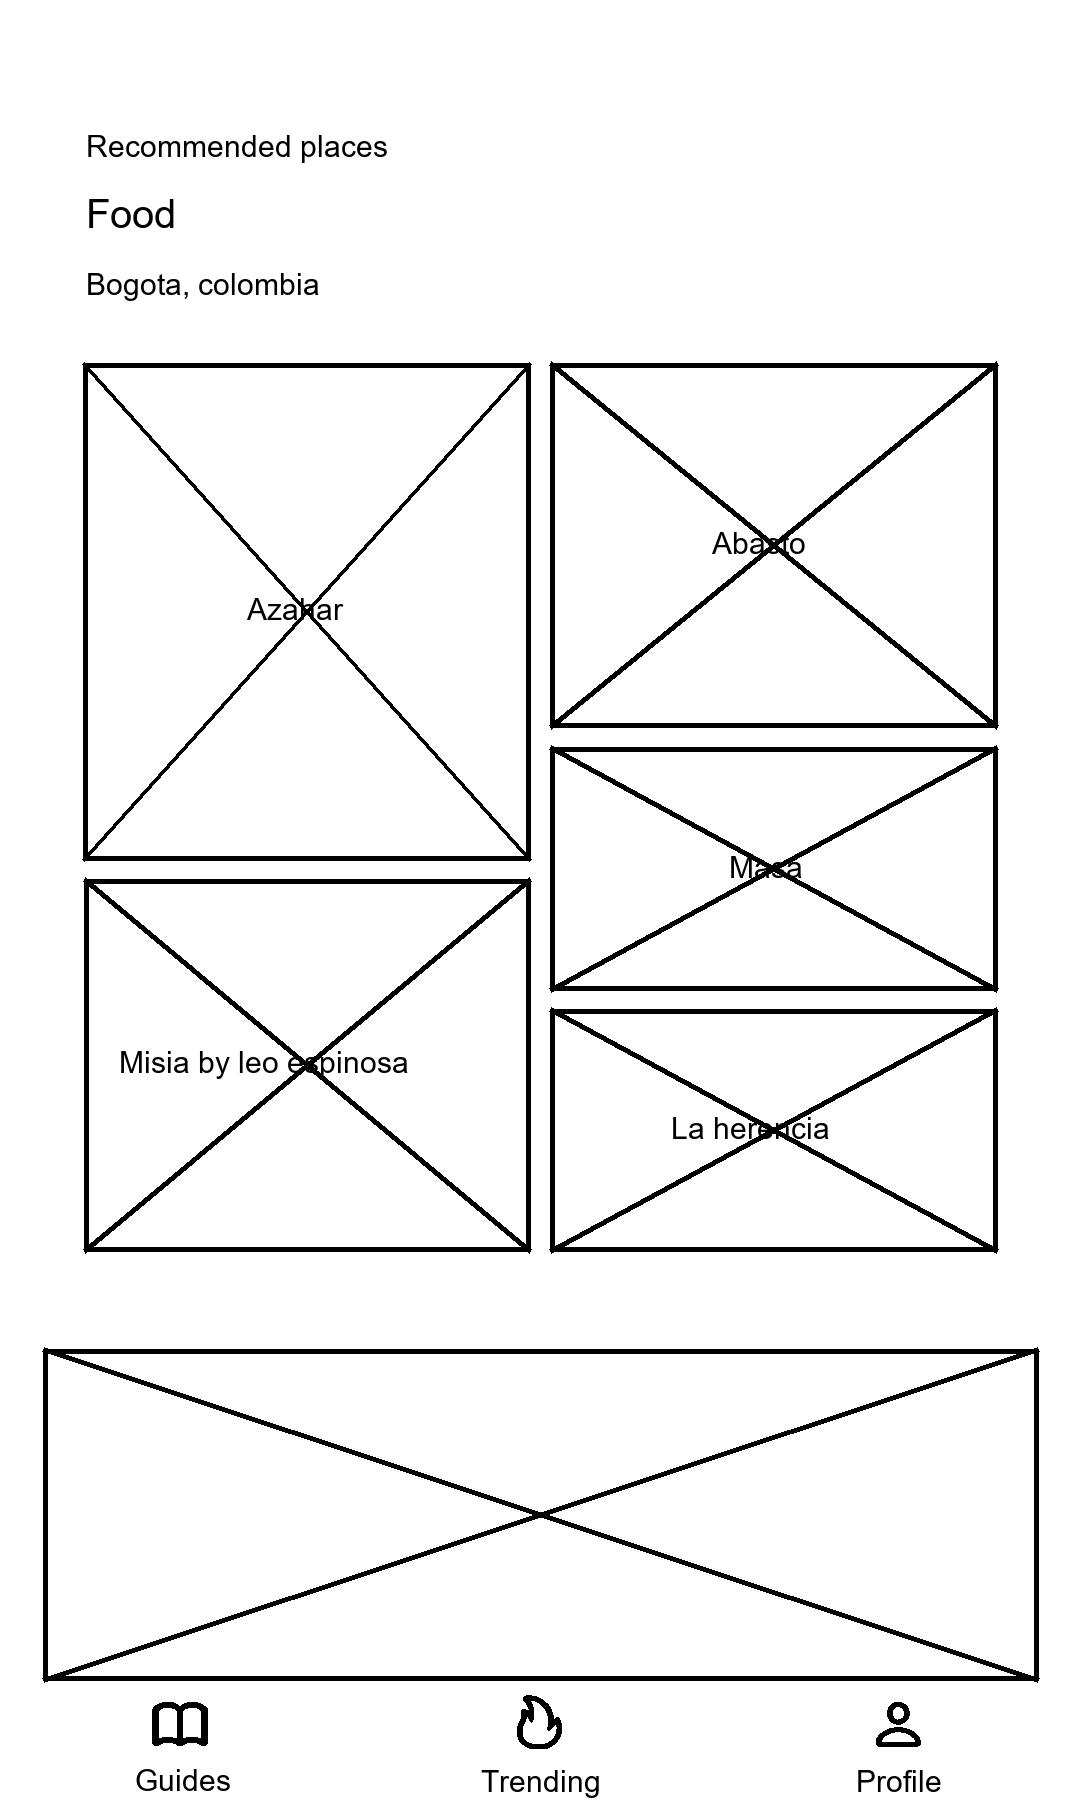 Recommended places
Food
Bogota, colombia
Azahar
Abasto
Masa
Misia by leo espinosa
La herencia
Guides
Trending
Profile